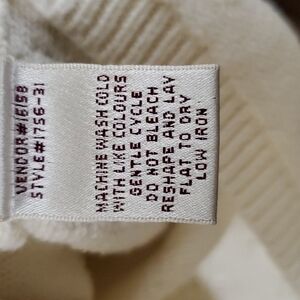 VENDOR#16198
STYLE#1756-31
MACHINE WASH COLD
WITH LIKE COLOURS
GENTLE CYCLE
DO NOT BLEACH
RESHAPE AND LAY
FLAT TO DRY
LOW IRON